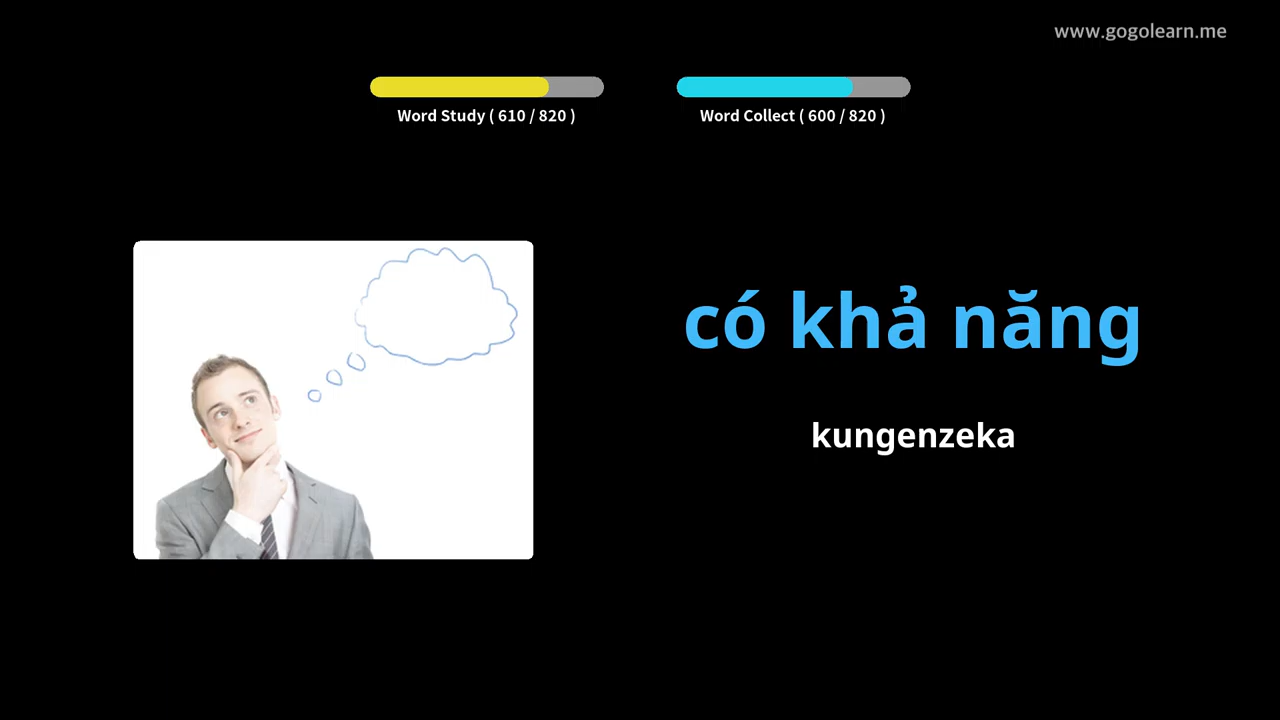 www.gogolearn.me
Word Study ( 610 / 820 )
Word Collect ( 600 / 820 )
có khả năng
kungenzeka